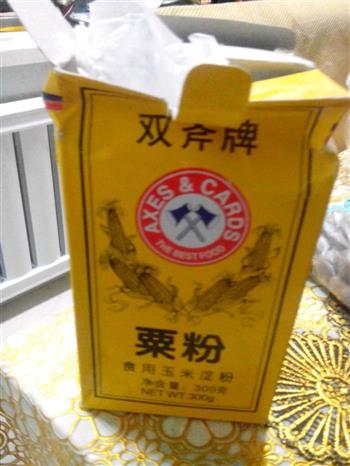 双斧牌
AXES & CARDS
THE BEST FOOD
粟粉
食用玉米淀粉
净含量：300克
NET WT.300g